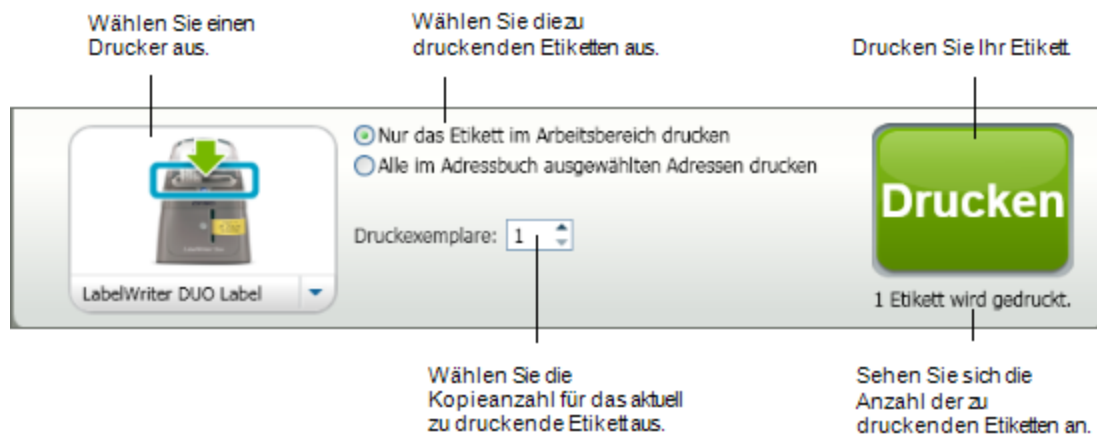 Wählen Sie einen
Drucker aus.
Wählen Sie die zu
druckenden Etiketten aus.
Drucken Sie Ihr Etikett.
Nur das Etikett im Arbeitsbereich drucken
Alle im Adressbuch ausgewählten Adressen drucken
Druckexemplare: 1
Drucken
LabelWriter DUO Label
1 Etikett wird gedruckt.
Wählen Sie die
Kopieanzahl für das aktuell
zu druckende Etikett aus.
Sehen Sie sich die
Anzahl der zu
druckenden Etiketten an.